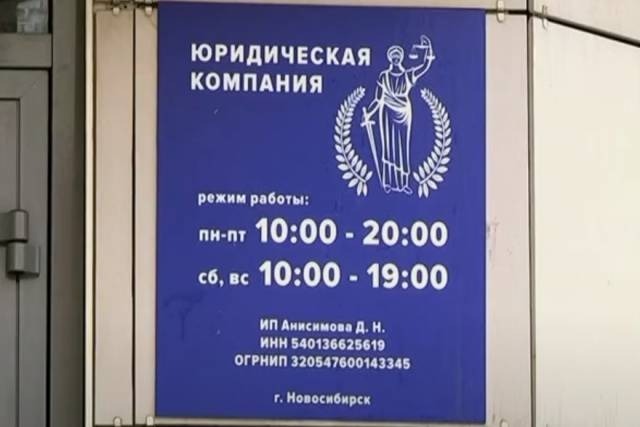 ЮРИДИЧЕСКАЯ
КОМПАНИЯ
режим работы:
пн-пт 10:00 - 20:00
сб, вс 10:00 - 19:00
ИП Анисимова Д. Н.
ИНН 540136625619
ОГРНИП 320547600143345
г. Новосибирск